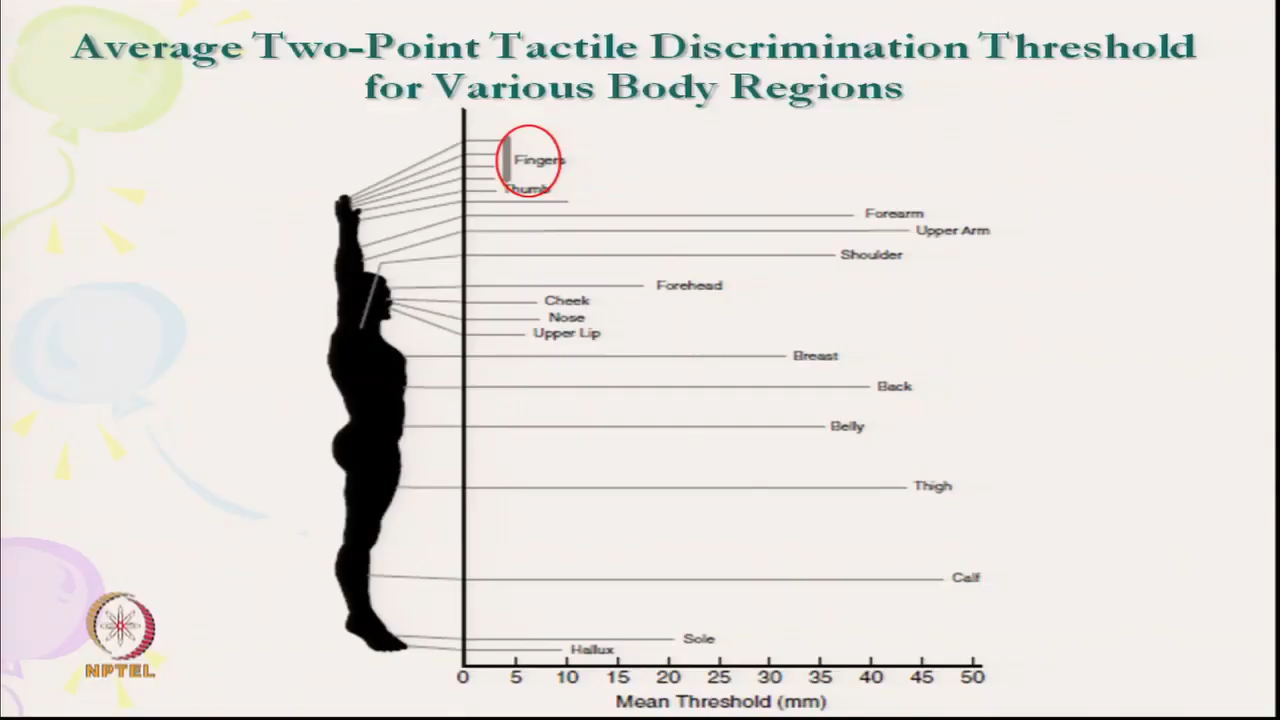 Average Two-Point Tactile Discrimination Threshold
for Various Body Regions
Fingers
Thumb
Forearm
Upper Arm
Shoulder
Forehead
Cheek
Nose
Upper Lip
Breast
Back
Belly
Thigh
Calf
Sole
Hallux
NPTEL
0 5 10 15 20 25 30 35 40 45 50
Mean Threshold (mm)